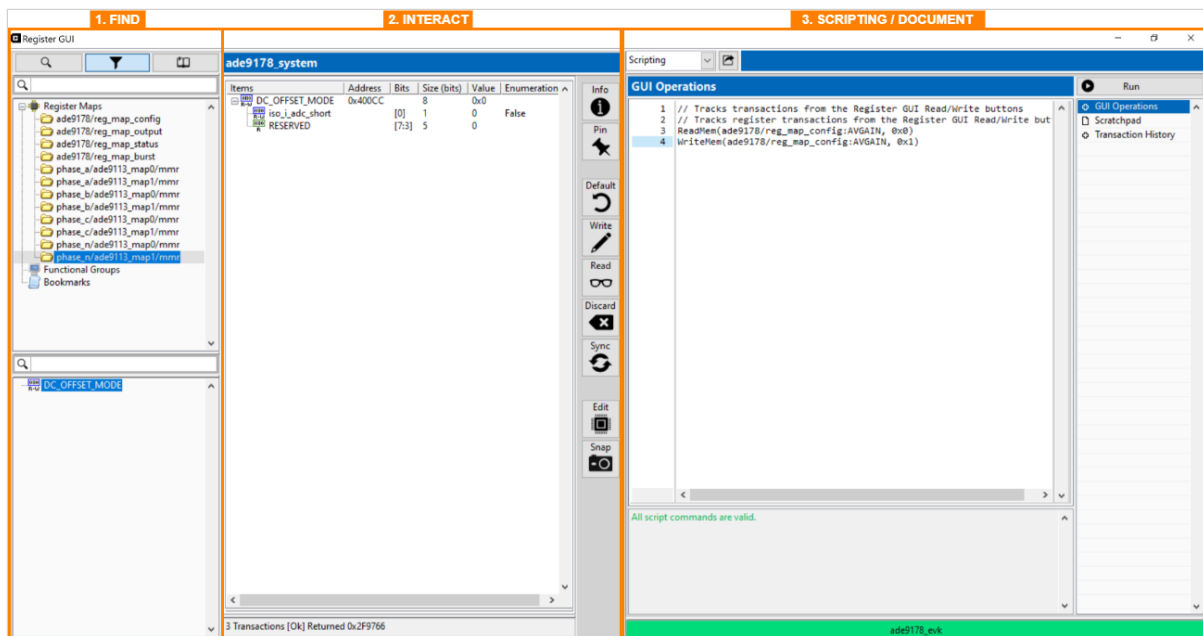 1. FIND
2. INTERACT
3. SCRIPTING / DOCUMENT
Register GUI
Register Maps
ade9178/reg_map_config
ade9178/reg_map_output
ade9178/reg_map_status
ade9178/reg_map_burst
phase_a/ade9113_map0/mmr
phase_a/ade9113_map1/mmr
phase_b/ade9113_map0/mmr
phase_b/ade9113_map1/mmr
phase_c/ade9113_map0/mmr
phase_c/ade9113_map1/mmr
phase_n/ade9113_map0/mmr
phase_n/ade9113_map1/mmr
Functional Groups
Bookmarks
DC_OFFSET_MODE
ade9178_system
Items Address Bits Size (bits) Value Enumeration
DC_OFFSET_MODE 0x400CC 8 0x0
iso_i_adc_short [0] 1 0 False
RESERVED [7:3] 5 0
3 Transactions [Ok] Returned 0x2F9766
Info
Pin
Default
Write
Read
Discard
Sync
Edit
Snap
Scripting
GUI Operations
1 // Tracks transactions from the Register GUI Read/Write buttons
2 // Tracks register transactions from the Register GUI Read/Write but
3 ReadMem(ade9178/reg_map_config:AVGAIN, 0x0)
4 WriteMem(ade9178/reg_map_config:AVGAIN, 0x1)
All script commands are valid.
Run
GUI Operations
Scratchpad
Transaction History
ade9178_evk